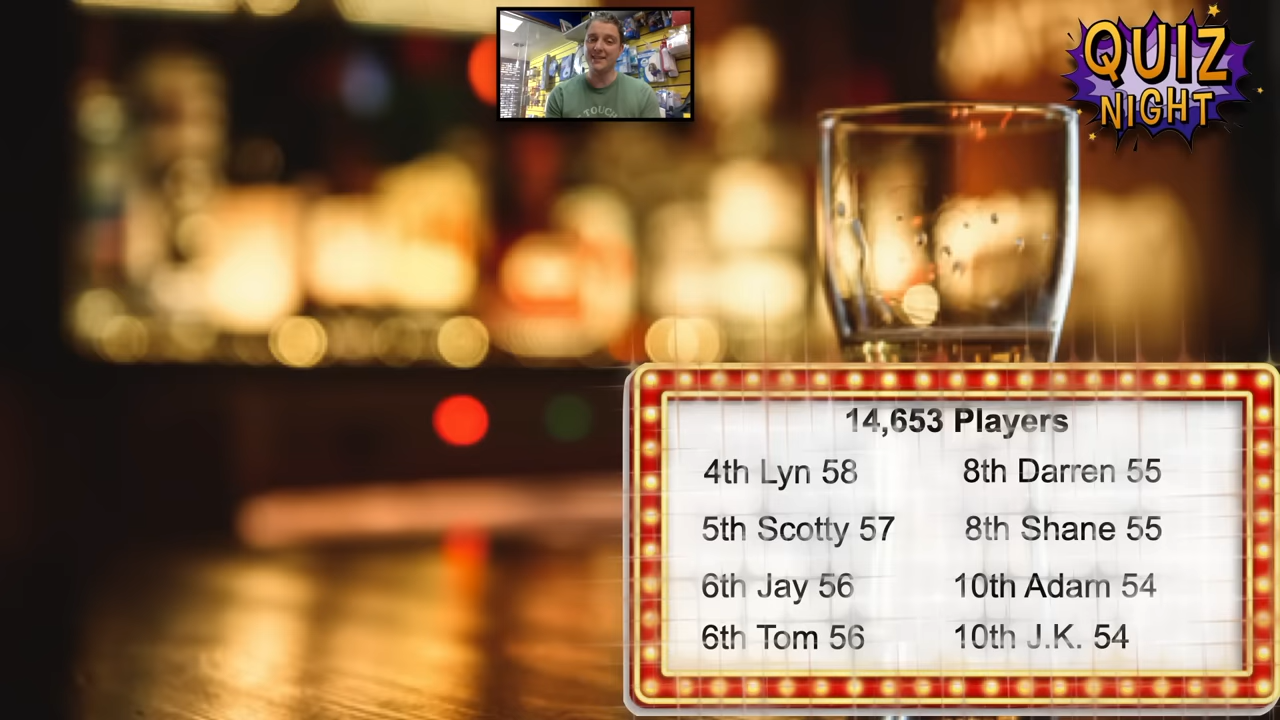 QUIZ
NIGHT
TOUCH
14,653 Players
4th Lyn 58
5th Scotty 57
6th Jay 56
6th Tom 56
8th Darren 55
8th Shane 55
10th Adam 54
10th J.K. 54